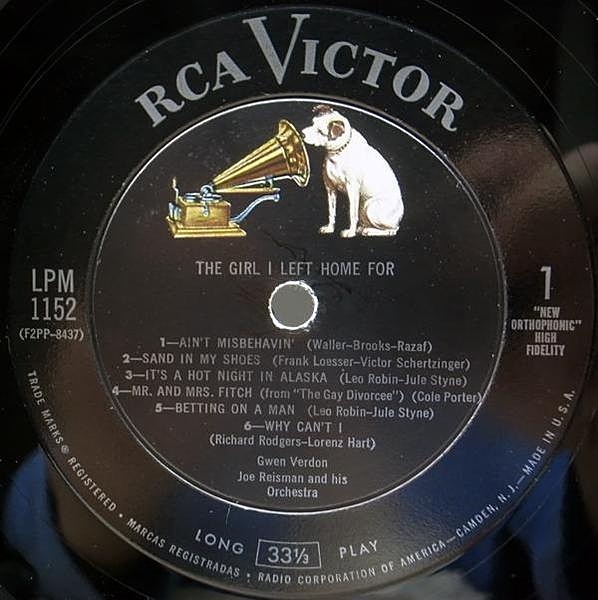 RCA VICTOR
THE GIRL I LEFT HOME FOR
LPM
1152
(F2PP-8437)
1
"NEW
ORTHOPHONIC"
HIGH
FIDELITY
1—AIN'T MISBEHAVIN' (Waller-Brooks-Razaf)
2—SAND IN MY SHOES (Frank Loesser-Victor Schertzinger)
3—IT'S A HOT NIGHT IN ALASKA (Leo Robin-Jule Styne)
4—MR. AND MRS. FITCH (from "The Gay Divorcee") (Cole Porter)
5—BETTING ON A MAN (Leo Robin-Jule Styne)
6—WHY CAN'T I
(Richard Rodgers-Lorenz Hart)
Gwen Verdon
Joe Reisman and his
Orchestra
LONG 33⅓ PLAY
TRADE MARKS ® REGISTERED • MARCAS REGISTRADAS • RADIO CORPORATION OF AMERICA—CAMDEN, N.J.—MADE IN U.S.A.